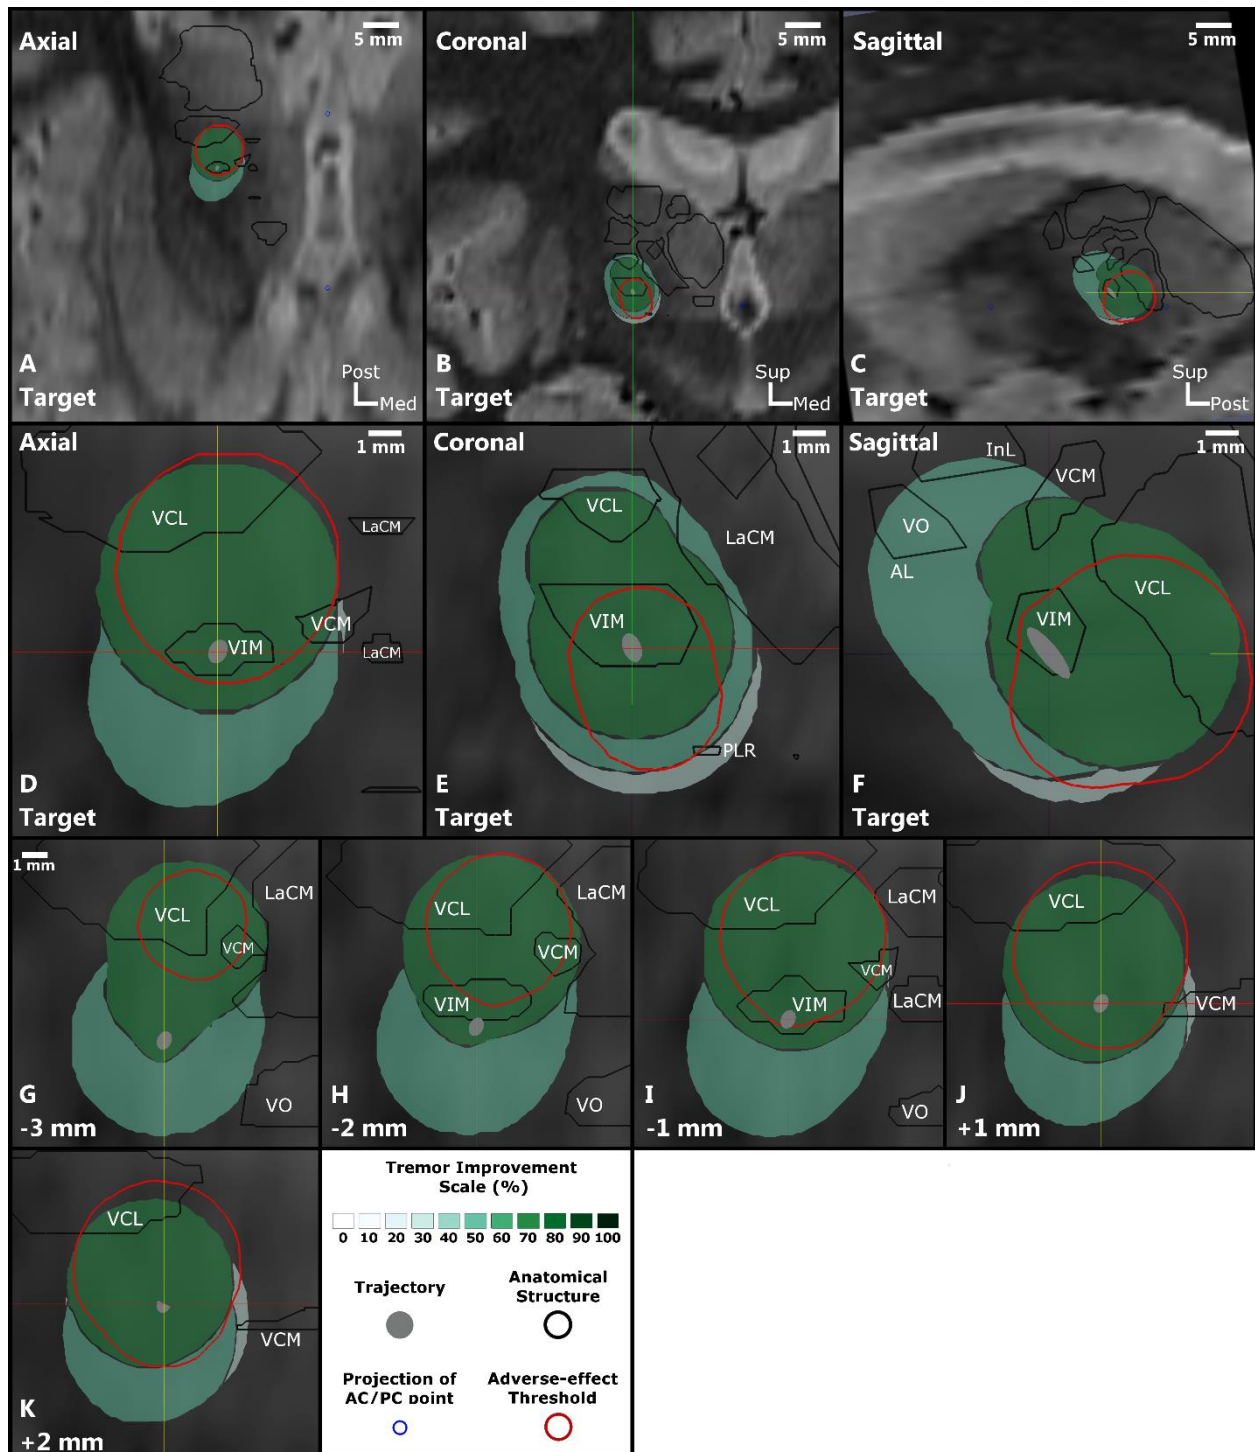 Axial
5 mm
A
Target
Post
Med
Coronal
5 mm
B
Target
Sup
Med
Sagittal
5 mm
C
Target
Sup
Post
Axial
1 mm
VCL
LaCM
VCM
VIM
LaCM
D
Target
Coronal
1 mm
VCL
LaCM
VIM
PLR
E
Target
Sagittal
1 mm
InL
VCM
VO
AL
VCL
VIM
F
Target
1 mm
LaCM
VCL
VCM
VO
G
-3 mm
VCL
VCM
VIM
VO
H
-2 mm
LaCM
VCL
VCM
LaCM
VIM
VO
I
-1 mm
VCL
VCM
J
+1 mm
VCL
VCM
K
+2 mm
Tremor Improvement
Scale (%)
0 10 20 30 40 50 60 70 80 90 100
Trajectory
Anatomical
Structure
Projection of
AC/PC point
Adverse-effect
Threshold